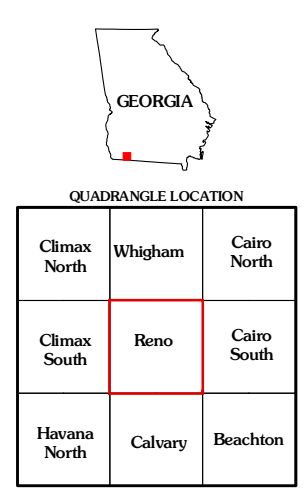 GEORGIA
QUADRANGLE LOCATION
Climax
North
Whigham
Cairo
North
Climax
South
Reno
Cairo
South
Havana
North
Calvary
Beachton